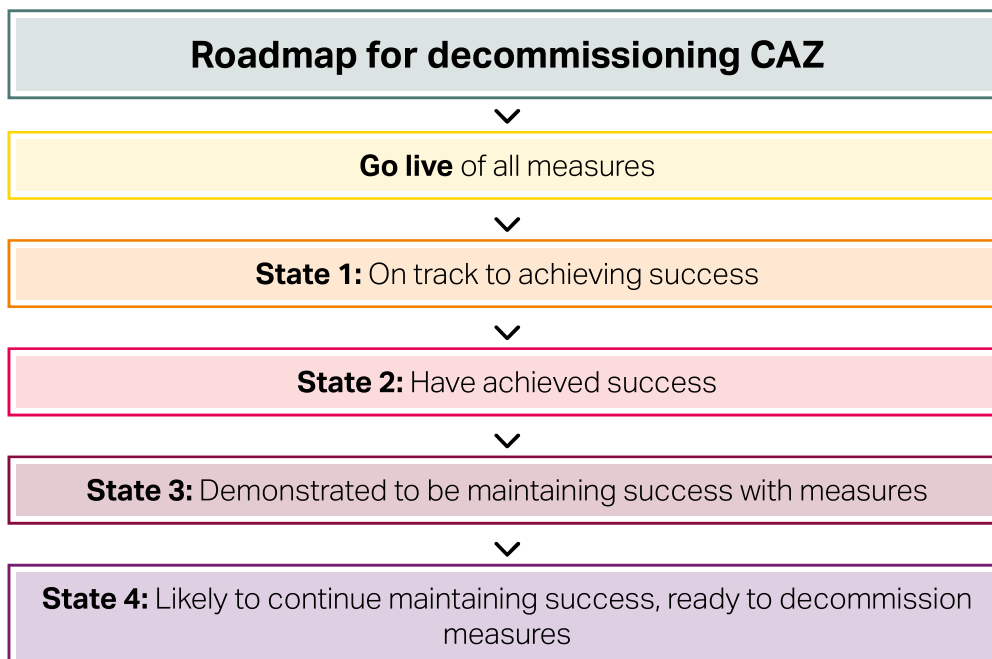 Roadmap for decommissioning CAZ
Go live of all measures
State 1: On track to achieving success
State 2: Have achieved success
State 3: Demonstrated to be maintaining success with measures
State 4: Likely to continue maintaining success, ready to decommission
measures